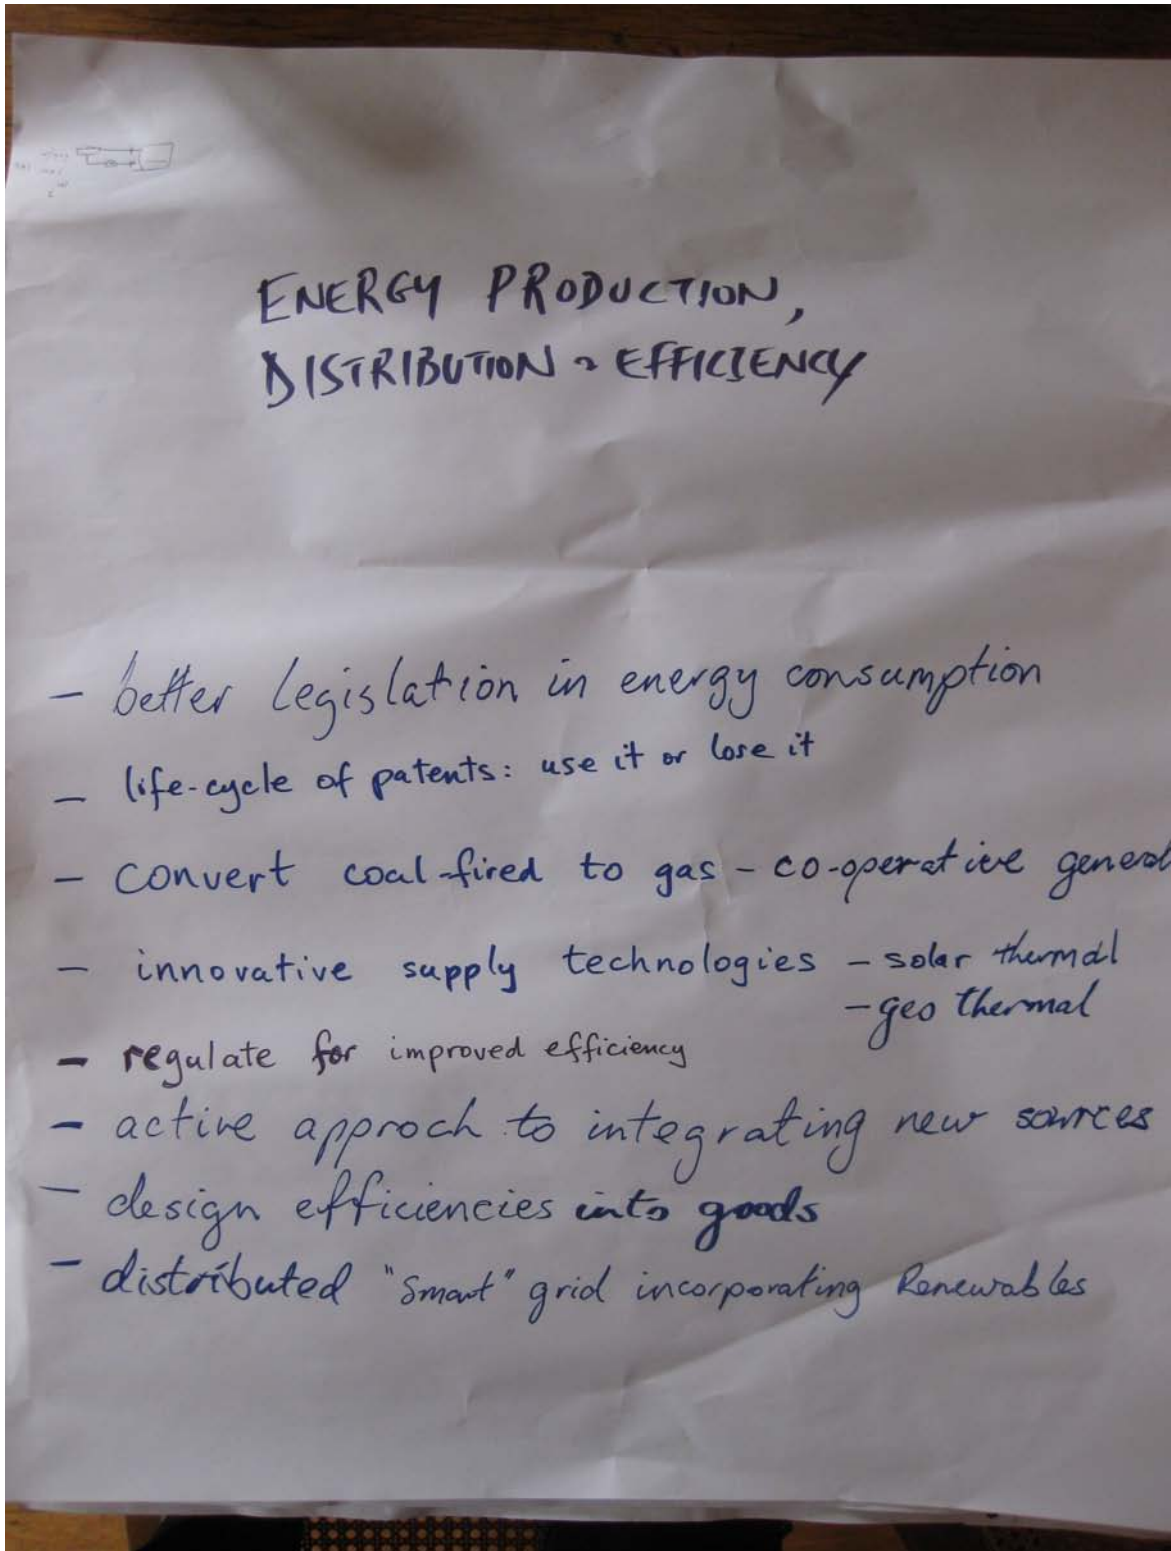 ENERGY PRODUCTION,
DISTRIBUTION & EFFICIENCY
- better legislation in energy consumption
- life-cycle of patents: use it or lose it
- convert coal-fired to gas - co-operative
- innovative supply technologies - solar thermal
- geo thermal
- regulate for improved efficiency
- active approch to integrating new sources
- design efficiencies into goods
- distributed "smart" grid incorporating Renewables